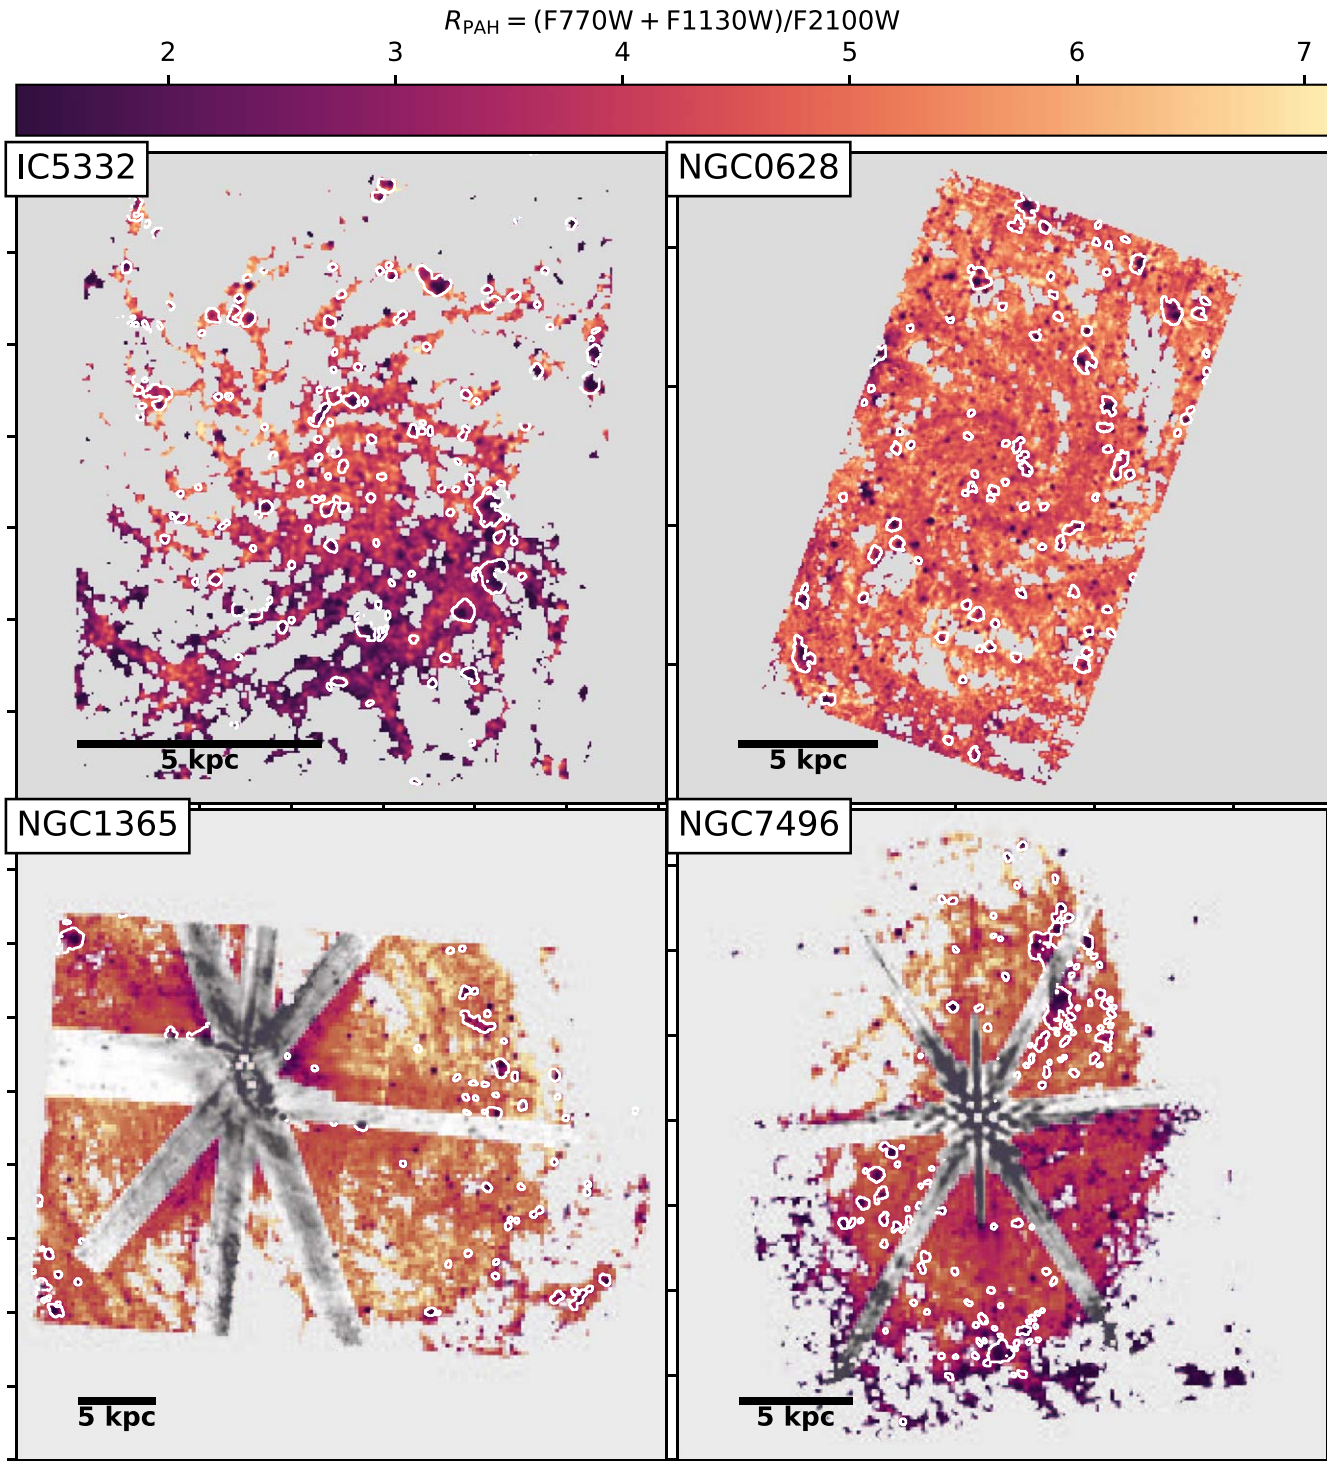 R_PAH = (F770W + F1130W)/F2100W
2 3 4 5 6 7
IC5332
NGC0628
5 kpc
5 kpc
NGC1365
NGC7496
5 kpc
5 kpc